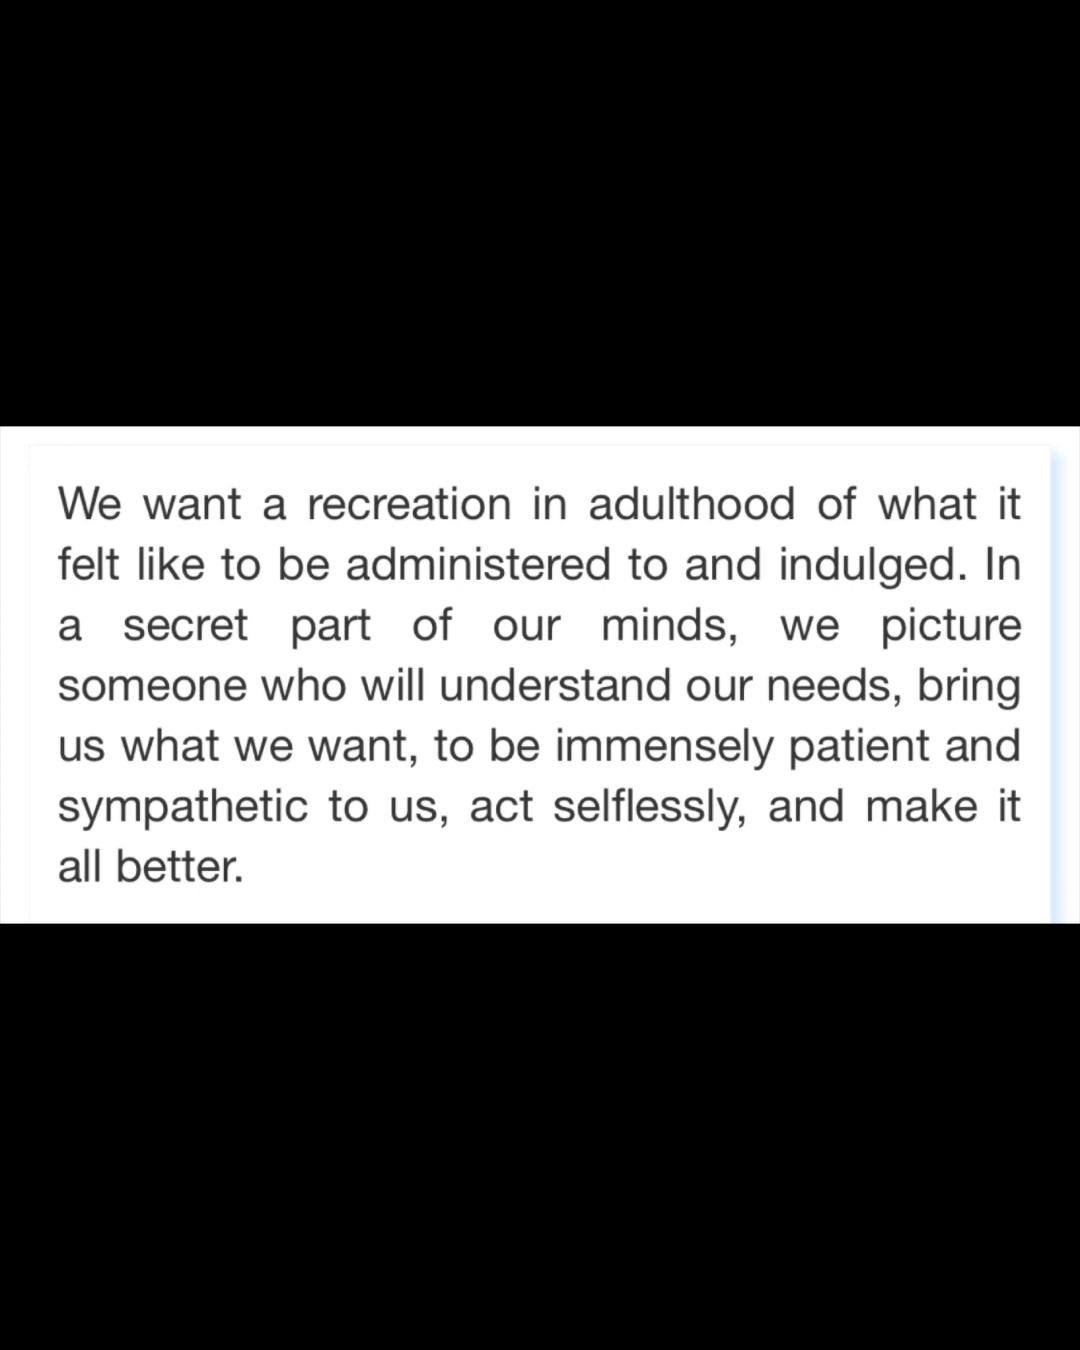 We want a recreation in adulthood of what it
felt like to be administered to and indulged. In
a secret part of our minds, we picture
someone who will understand our needs, bring
us what we want, to be immensely patient and
sympathetic to us, act selflessly, and make it
all better.